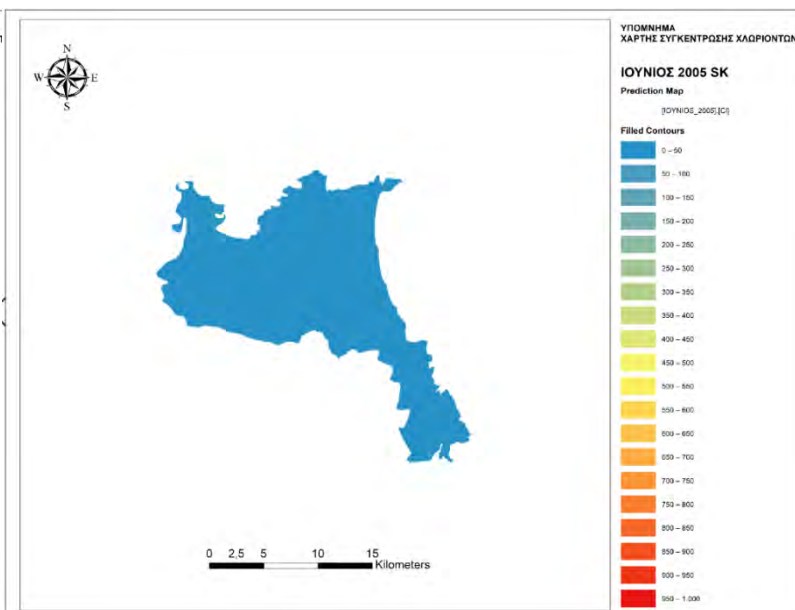 N
W E
S
0 2,5 5 10 15
Kilometers
ΥΠΟΜΝΗΜΑ
ΧΑΡΤΗΣ ΣΥΓΚΕΝΤΡΩΣΗΣ ΧΛΩΡΙΟΝΤΩΝ
ΙΟΥΝΙΟΣ 2005 SK
Prediction Map
[ΙΟΥΝΙΟΣ_2005].[Cl]
Filled Contours
0 – 50
50 – 100
100 – 150
150 – 200
200 – 250
250 – 300
300 – 350
350 – 400
400 – 450
450 – 500
500 – 550
550 – 600
600 – 650
650 – 700
700 – 750
750 – 800
800 – 850
850 – 900
900 – 950
950 – 1.000